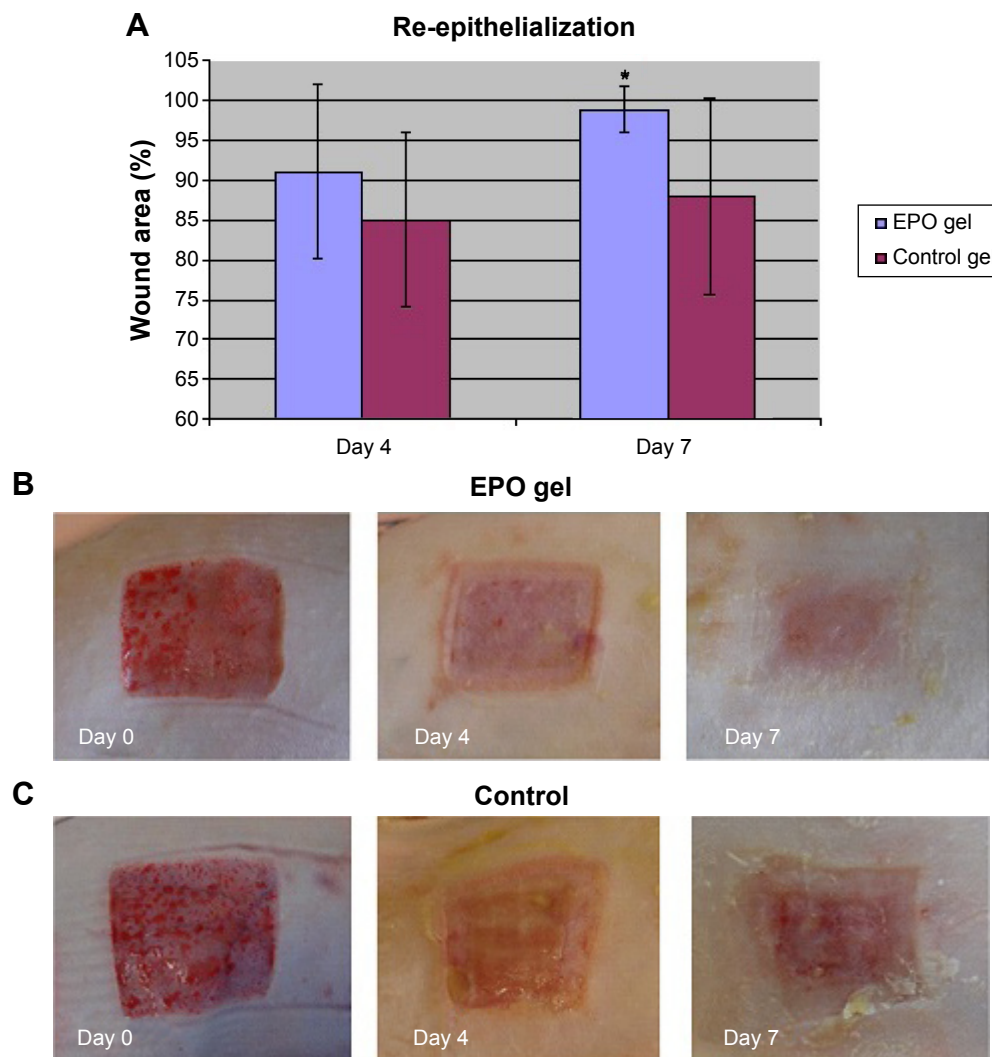 A
Re-epithelialization
Wound area (%)
105
100
95
90
85
80
75
70
65
60
*
Day 4
Day 7
EPO gel
Control ge
B
EPO gel
Day 0
Day 4
Day 7
C
Control
Day 0
Day 4
Day 7